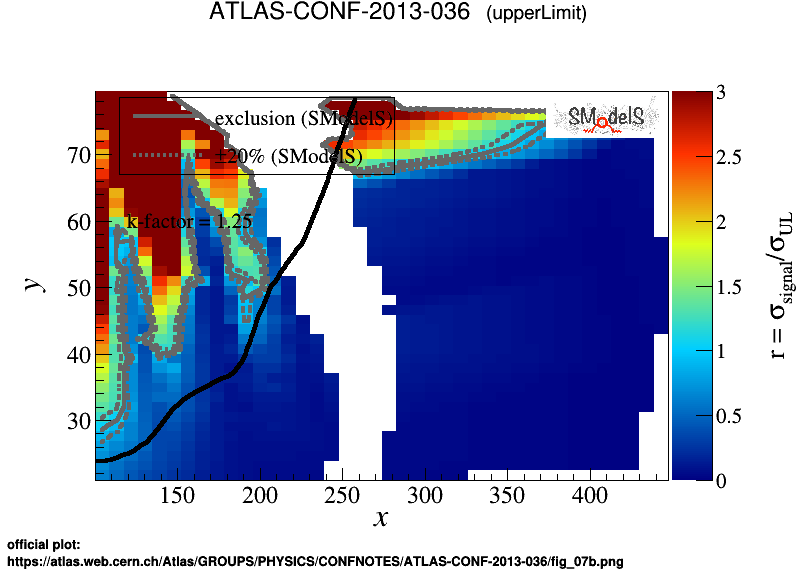 ATLAS-CONF-2013-036 (upperLimit)
exclusion (SModelS)
±20% (SModelS)
k-factor = 1.25
SModelS
70
60
50
40
30
y
150 200 250 300 350 400
x
3
2.5
2
1.5
1
0.5
0
r = σsignal/σUL
official plot:
https://atlas.web.cern.ch/Atlas/GROUPS/PHYSICS/CONFNOTES/ATLAS-CONF-2013-036/fig_07b.png